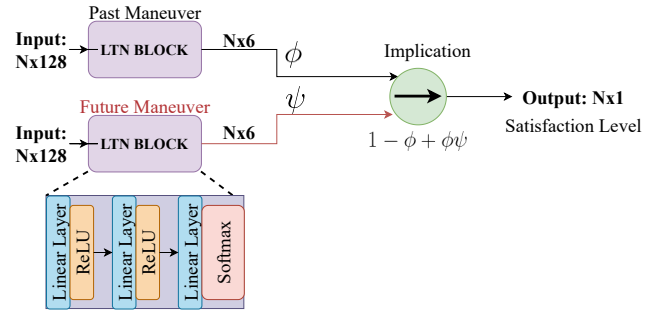 Past Maneuver
Input:
Nx128
LTN BLOCK
Nx6
ϕ
Implication
Future Maneuver
Input:
Nx128
LTN BLOCK
Nx6
ψ
1 − ϕ + ϕψ
Output: Nx1
Satisfaction Level
Linear Layer
ReLU
Linear Layer
ReLU
Linear Layer
Softmax